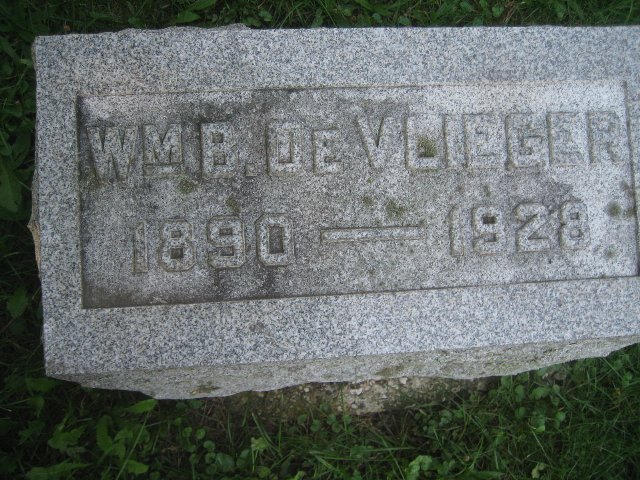 WM B. DE VLIEGER
1890 — 1928